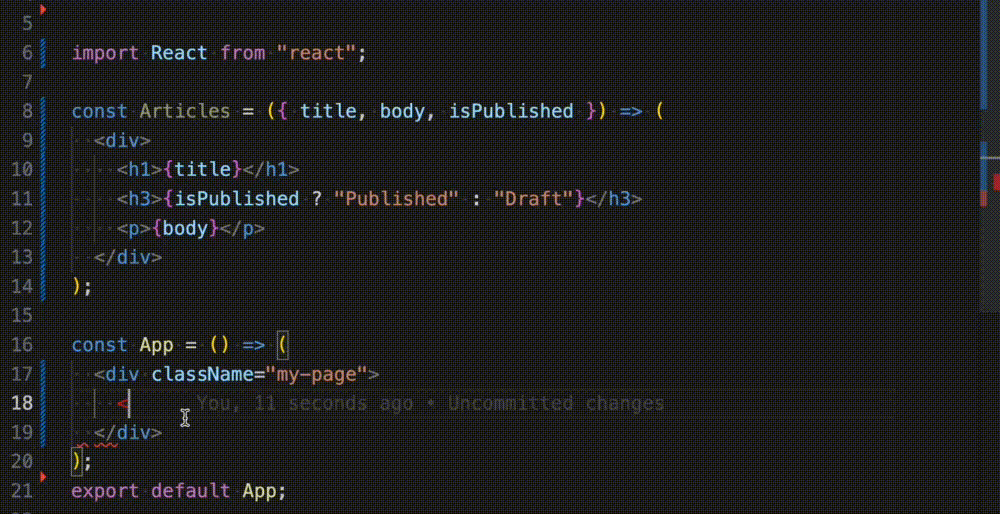 5
6 import React from "react";
7
8 const Articles = ({ title, body, isPublished }) => (
9   <div>
10     <h1>{title}</h1>
11     <h3>{isPublished ? "Published" : "Draft"}</h3>
12     <p>{body}</p>
13   </div>
14 );
15
16 const App = () => (
17   <div className="my-page">
18     < You, 11 seconds ago • Uncommitted changes
19   </div>
20 );
21 export default App;